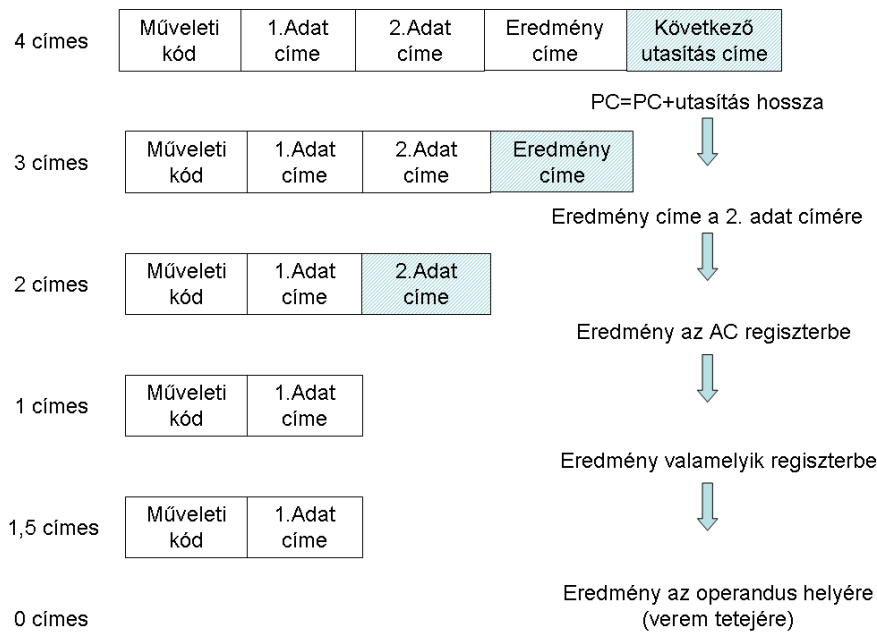 4 címes
Műveleti
kód
1.Adat
címe
2.Adat
címe
Eredmény
címe
Következő
utasítás címe
PC=PC+utasítás hossza
3 címes
Műveleti
kód
1.Adat
címe
2.Adat
címe
Eredmény
címe
Eredmény címe a 2. adat címére
2 címes
Műveleti
kód
1.Adat
címe
2.Adat
címe
Eredmény az AC regiszterbe
1 címes
Műveleti
kód
1.Adat
címe
Eredmény valamelyik regiszterbe
1,5 címes
Műveleti
kód
1.Adat
címe
Eredmény az operandus helyére
(verem tetejére)
0 címes